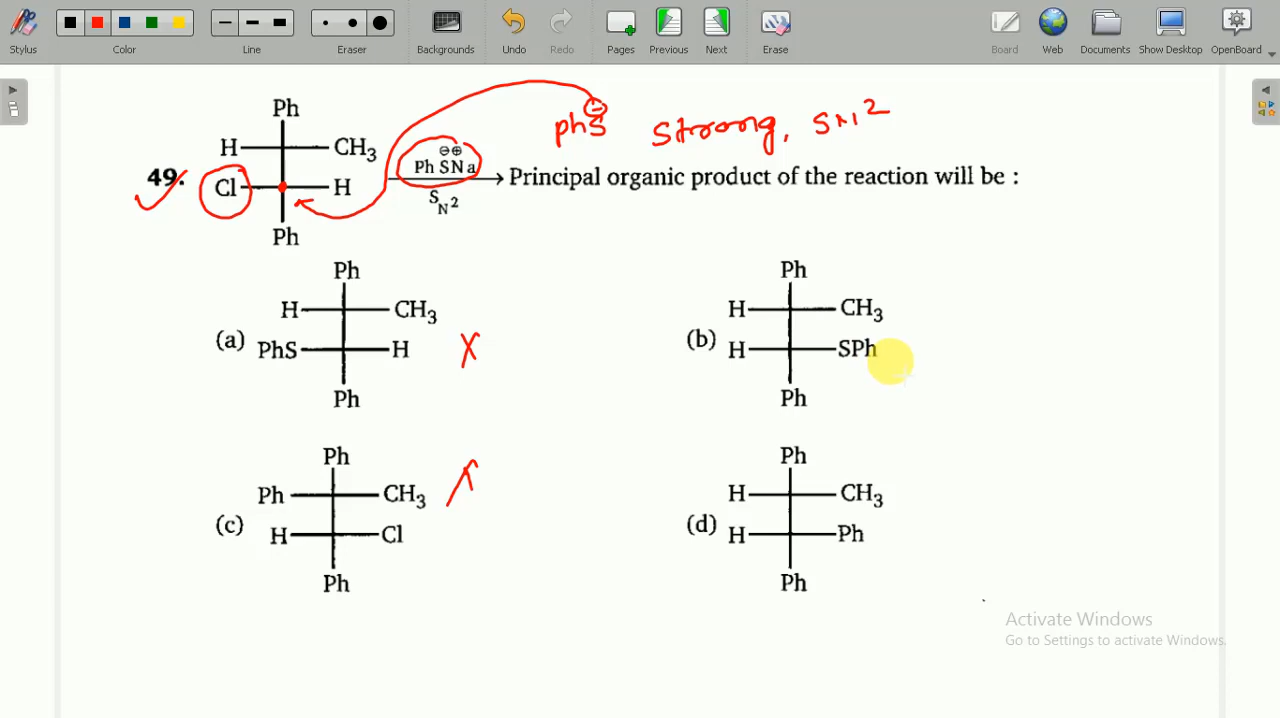 Stylus
Color
Line
Eraser
Backgrounds
Undo
Redo
Pages
Previous
Next
Erase
Board
Web
Documents
Show Desktop
OpenBoard
Ph
H CH3
49. Cl H
Ph
Ph S⊖Na⊕
SN2
Principal organic product of the reaction will be :
phS⊖ strong, SN2
(a)
Ph
H CH3
PhS H
Ph
X
(b)
Ph
H CH3
H SPh
Ph
(c)
Ph
Ph CH3
H Cl
Ph
(d)
Ph
H CH3
H Ph
Ph
Activate Windows
Go to Settings to activate Windows.